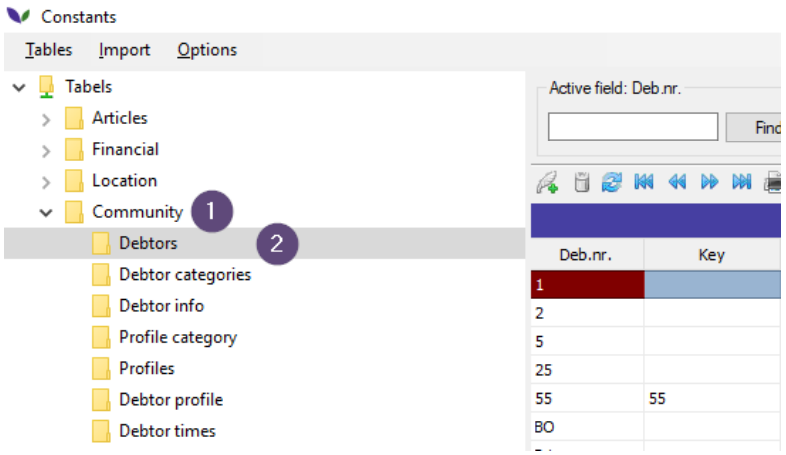 Constants
Tables Import Options
Tabels
Articles
Financial
Location
Community 1
Debtors 2
Debtor categories
Debtor info
Profile category
Profiles
Debtor profile
Debtor times
Active field: Deb.nr.
Find
Deb.nr. Key
1
2
5
25
55 55
BO